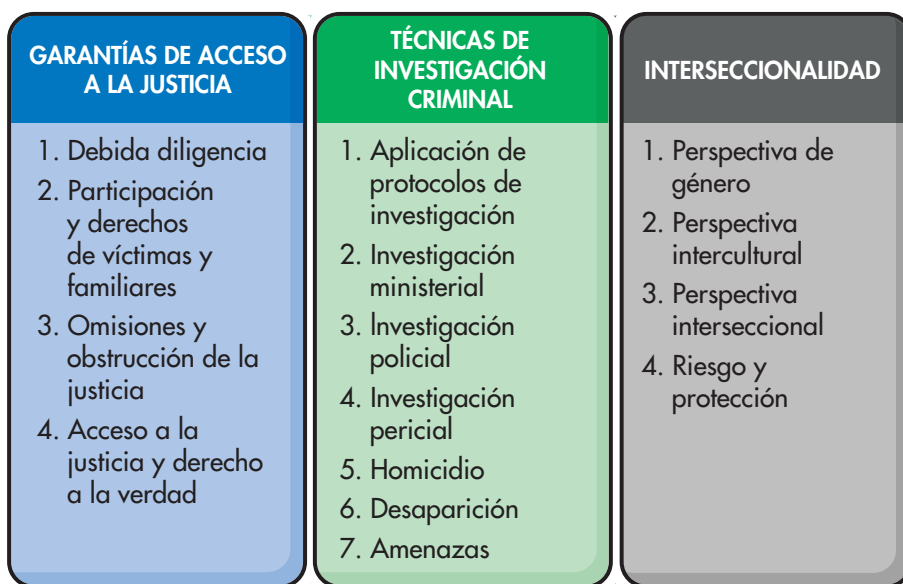 GARANTÍAS DE ACCESO
A LA JUSTICIA
1. Debida diligencia
2. Participación
y derechos
de víctimas y
familiares
3. Omisiones y
obstrucción de la
justicia
4. Acceso a la
justicia y derecho
a la verdad
TÉCNICAS DE
INVESTIGACIÓN
CRIMINAL
1. Aplicación de
protocolos de
investigación
2. Investigación
ministerial
3. Investigación
policial
4. Investigación
pericial
5. Homicidio
6. Desaparición
7. Amenazas
INTERSECCIONALIDAD
1. Perspectiva de
género
2. Perspectiva
intercultural
3. Perspectiva
interseccional
4. Riesgo y
protección